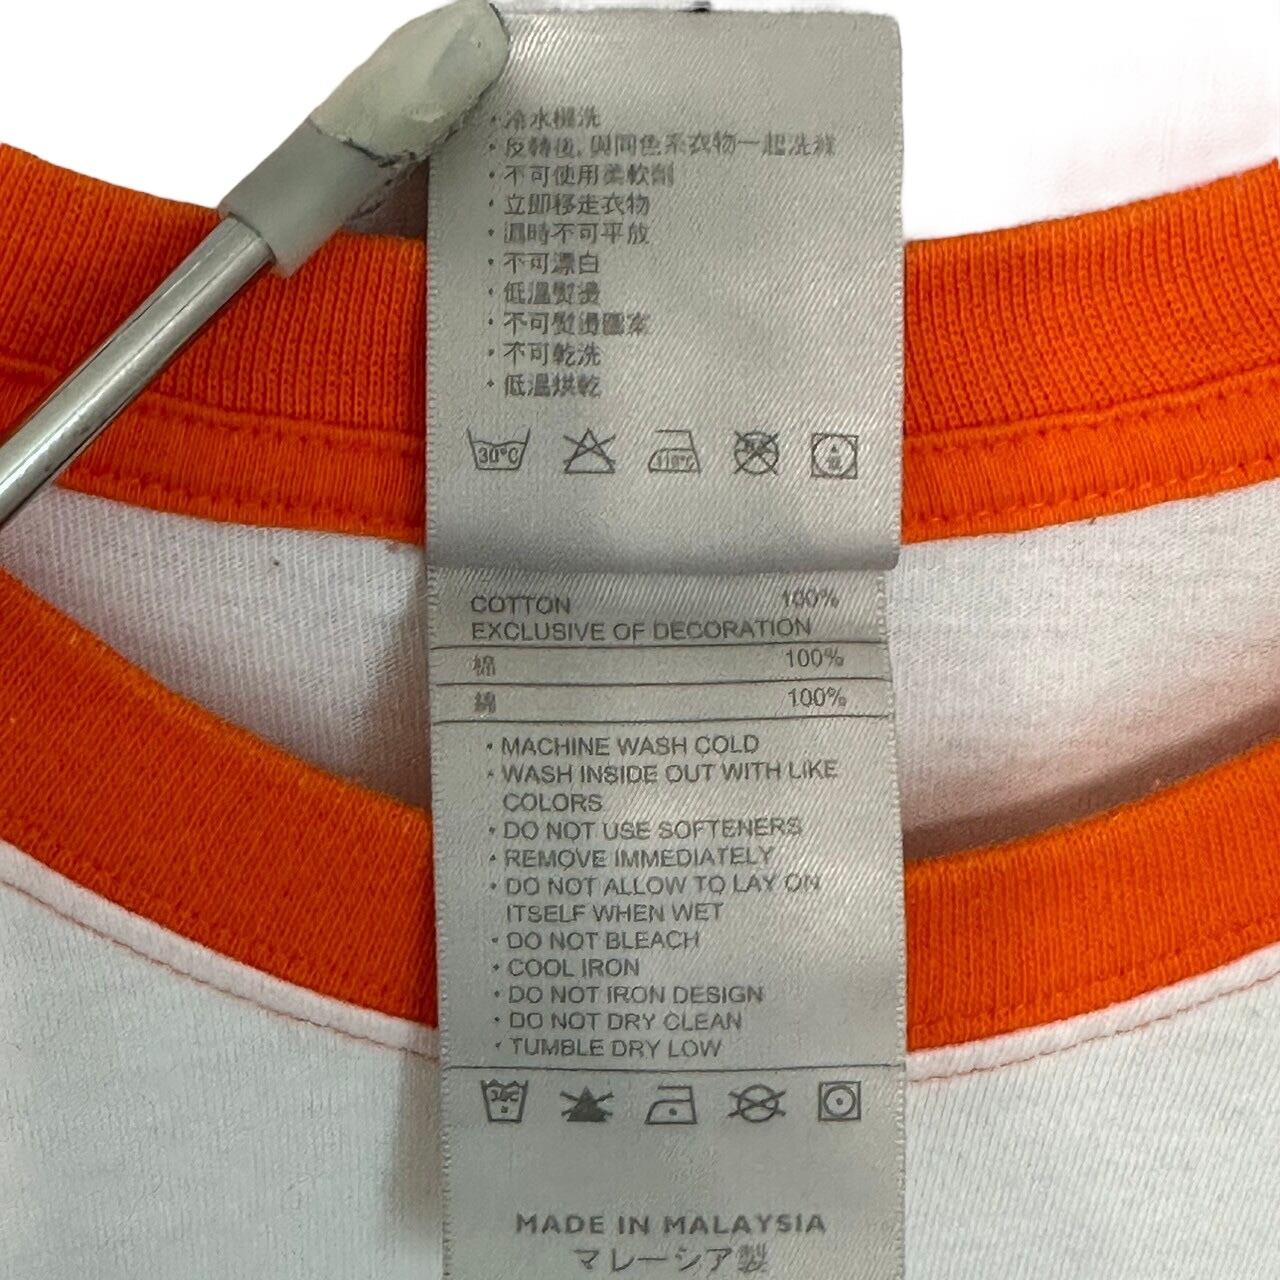 ・冷水機洗
・反轉後,與同色系衣物一起洗滌
・不可使用柔軟劑
・立即移走衣物
・濕時不可平放
・不可漂白
・低溫熨燙
・不可熨燙圖案
・不可乾洗
・低溫烘乾
30°C 110°C
COTTON 100%
EXCLUSIVE OF DECORATION
棉 100%
綿 100%
• MACHINE WASH COLD
• WASH INSIDE OUT WITH LIKE
COLORS
• DO NOT USE SOFTENERS
• REMOVE IMMEDIATELY
• DO NOT ALLOW TO LAY ON
ITSELF WHEN WET
• DO NOT BLEACH
• COOL IRON
• DO NOT IRON DESIGN
• DO NOT DRY CLEAN
• TUMBLE DRY LOW
30°C
MADE IN MALAYSIA
マレーシア製